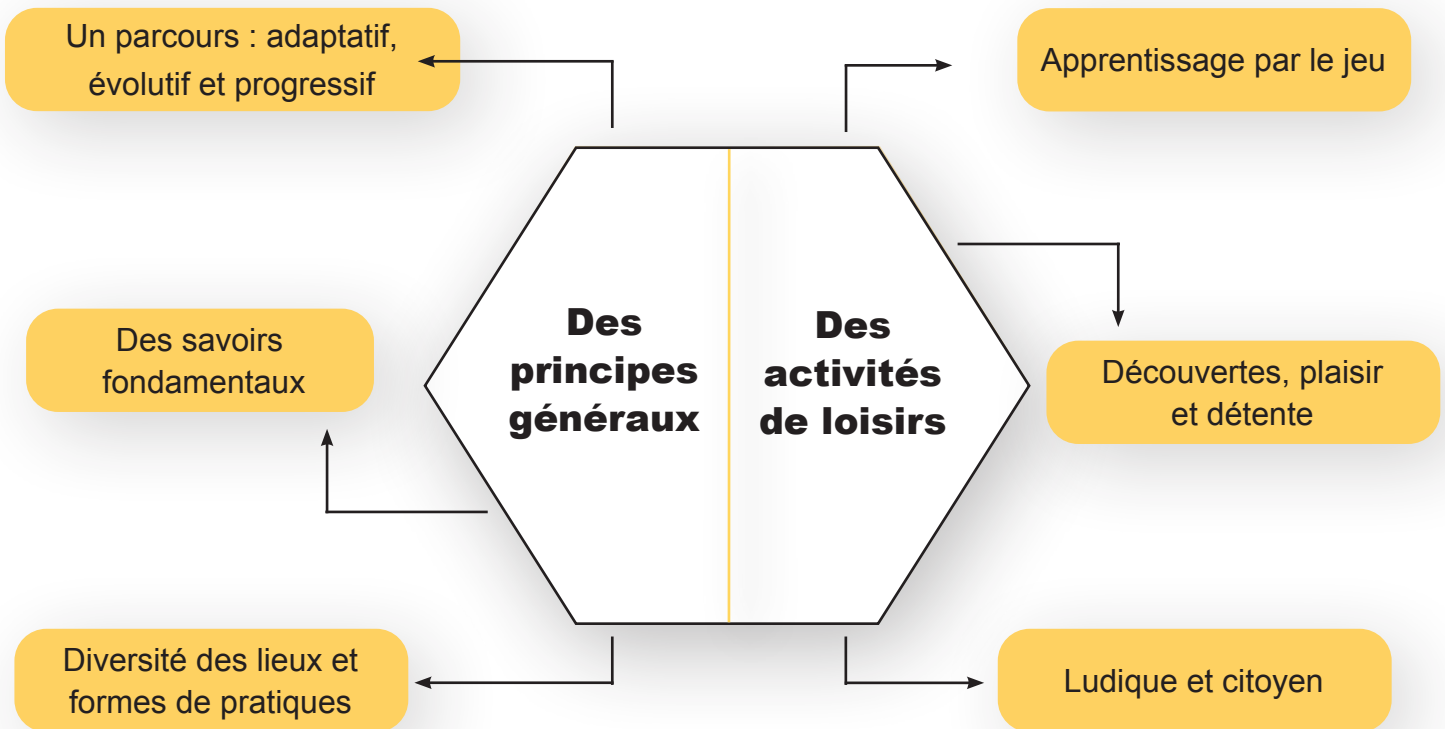 Un parcours : adaptatif,
évolutif et progressif
Apprentissage par le jeu
Des
principes
généraux
Des
activités
de loisirs
Des savoirs
fondamentaux
Découvertes, plaisir
et détente
Diversité des lieux et
formes de pratiques
Ludique et citoyen